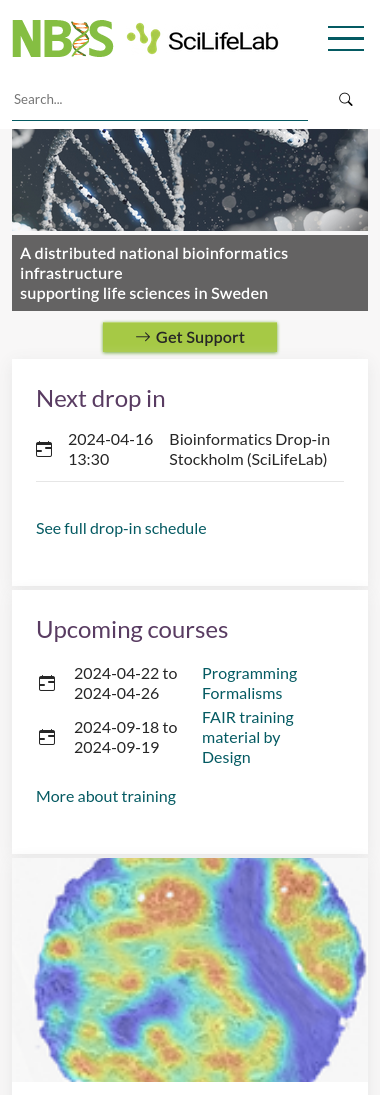 NBIS SciLifeLab
Search...
A distributed national bioinformatics
infrastructure
supporting life sciences in Sweden
→ Get Support
Next drop in
2024-04-16 Bioinformatics Drop-in
13:30 Stockholm (SciLifeLab)
See full drop-in schedule
Upcoming courses
2024-04-22 to Programming
2024-04-26 Formalisms
2024-09-18 to
2024-09-19
FAIR training
material by
Design
More about training